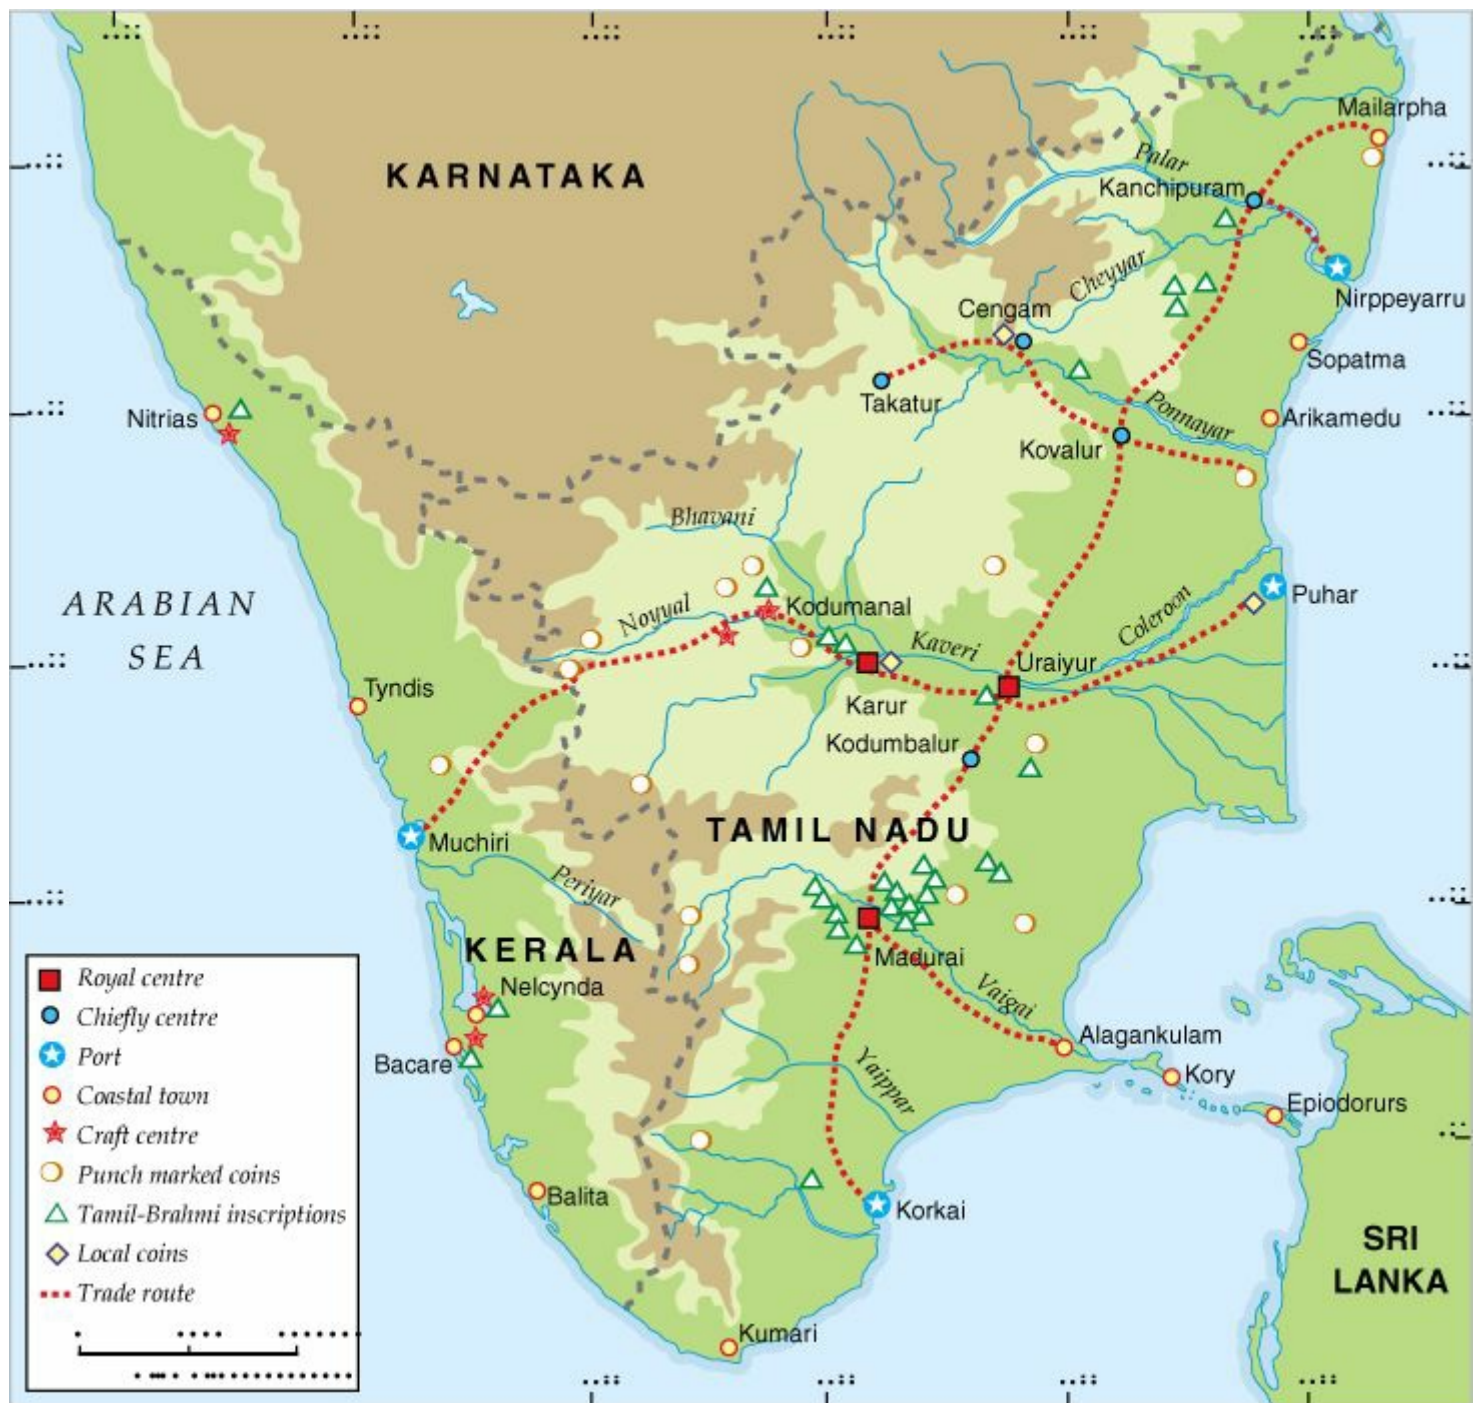 Mailarpha
Palar
KARNATAKA
Kanchipuram
Cheyyar
Nirppeyarru
Cengam
Sopatma
Takatur
Ponnayar
Nitrias
Arikamedu
Kovalur
Bhavani
ARABIAN
SEA
Puhar
Noyyal
Kodumanal
Coleroon
Kaveri
Uraiyur
Tyndis
Karur
Kodumbalur
TAMIL NADU
Muchiri
Periyar
KERALA
Madurai
Nelcynda
Vaigai
Alagankulam
Bacare
Kory
Yaippar
Epiodorurs
Balita
Korkai
SRI
LANKA
Kumari
Royal centre
Chiefly centre
Port
Coastal town
Craft centre
Punch marked coins
Tamil-Brahmi inscriptions
Local coins
Trade route